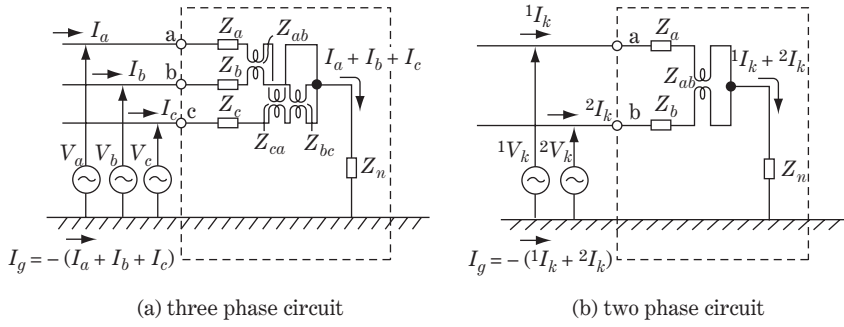 I_a
a
Z_a
Z_ab
I_a + I_b + I_c
I_b
b
Z_b
I_c
c
Z_c
Z_ca
Z_bc
V_a
V_b
V_c
Z_n
I_g = – (I_a + I_b + I_c)
(a) three phase circuit
¹I_k
a
Z_a
Z_ab
¹I_k + ²I_k
²I_k
b
Z_b
¹V_k
²V_k
Z_n
I_g = – (¹I_k + ²I_k)
(b) two phase circuit